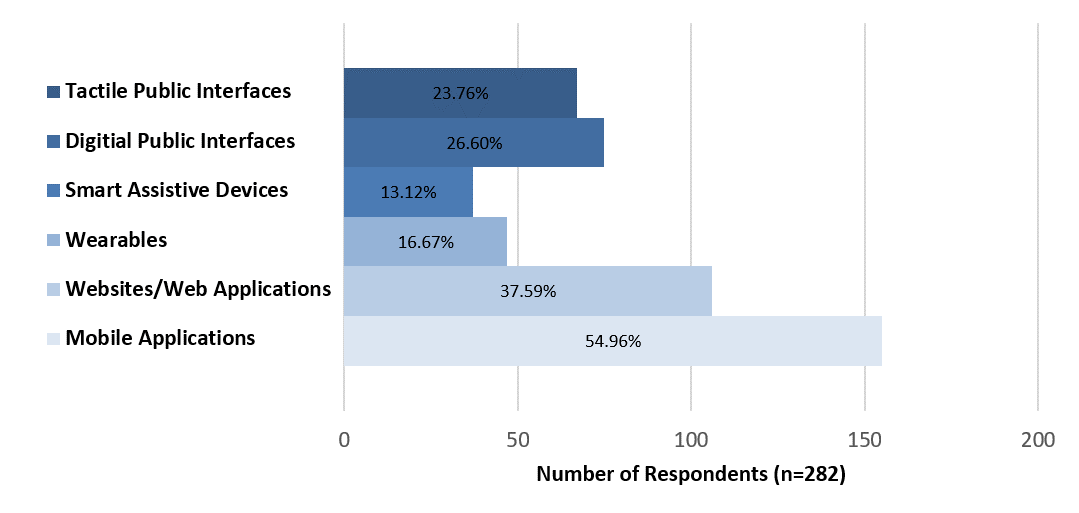 Tactile Public Interfaces
23.76%
Digitial Public Interfaces
26.60%
Smart Assistive Devices
13.12%
Wearables
16.67%
Websites/Web Applications
37.59%
Mobile Applications
54.96%
0 50 100 150 200
Number of Respondents (n=282)